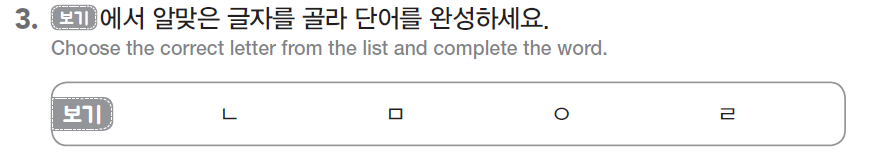 3. 보기 에서 알맞은 글자를 골라 단어를 완성하세요.
Choose the correct letter from the list and complete the word.
보기 ㄴ ㅁ ㅇ ㄹ